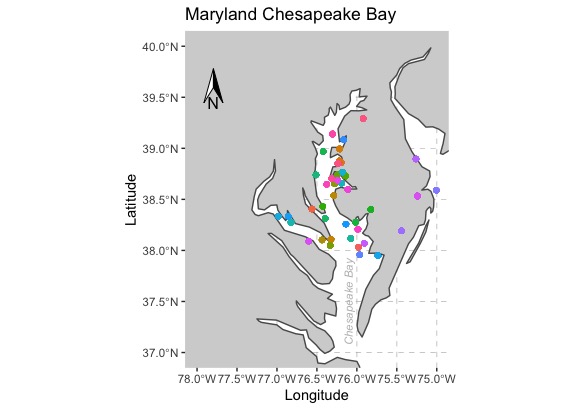 Maryland Chesapeake Bay
40.0°N
39.5°N
39.0°N
38.5°N
38.0°N
37.5°N
37.0°N
N
Chesapeake Bay
78.0°W 77.5°W 77.0°W 76.5°W 76.0°W 75.5°W 75.0°W
Longitude
Latitude